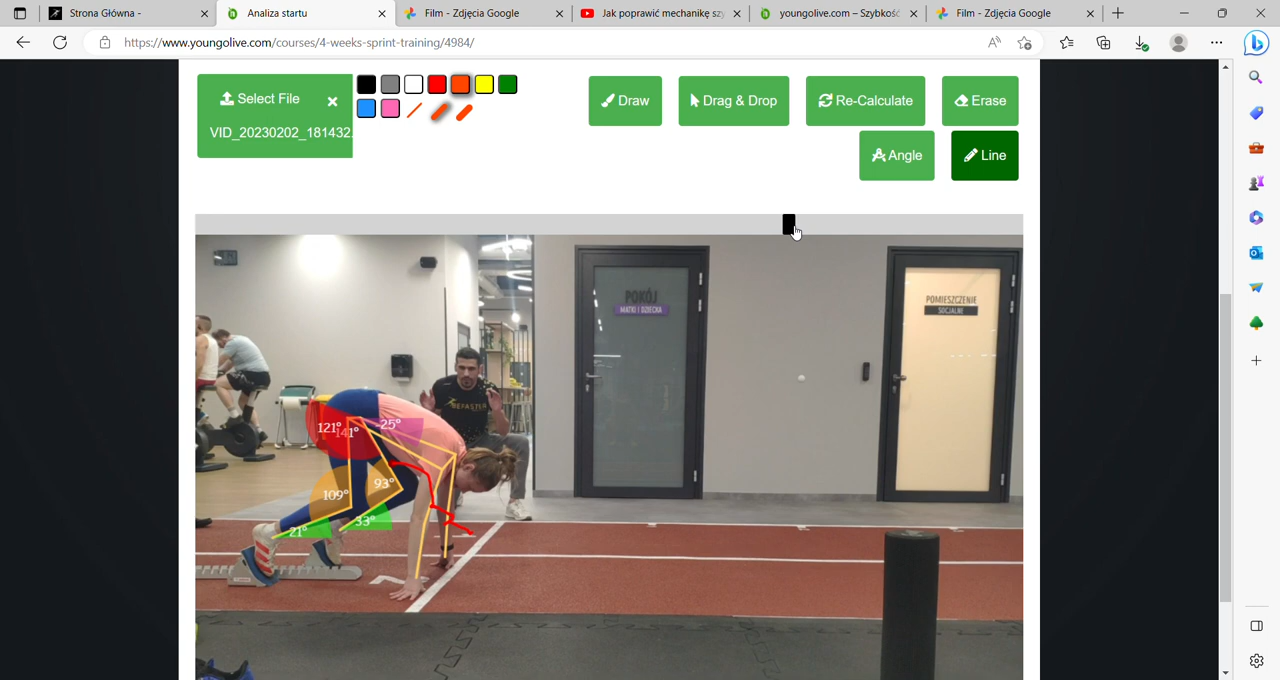 Strona Główna -
Analiza startu
Film - Zdjęcia Google
Jak poprawić mechanikę sz
youngolive.com – Szybkość
Film - Zdjęcia Google
https://www.youngolive.com/courses/4-weeks-sprint-training/4984/
Select File
VID_20230202_181432.
Draw
Drag & Drop
Re-Calculate
Erase
Angle
Line
POKÓJ
MATKI I DZIECKA
POMIESZCZENIE
SOCJALNE
BEFASTER
121°
141°
-25°
109°
93°
21°
33°